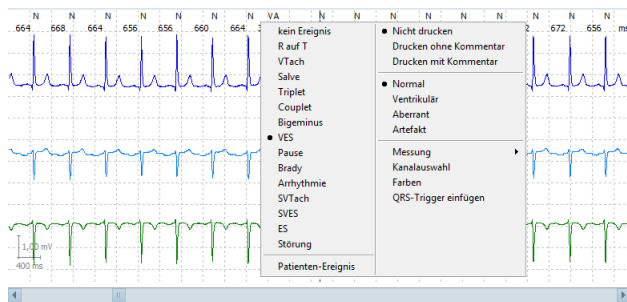 N N N N N N N VA N N N N N N N N N
664 668 664 656 656 660 664 672 656 ms
kein Ereignis
R auf T
VTach
Salve
Triplet
Couplet
Bigeminus
VES
Pause
Brady
Arrhythmie
SVTach
SVES
ES
Störung
Patienten-Ereignis
Nicht drucken
Drucken ohne Kommentar
Drucken mit Kommentar
Normal
Ventrikulär
Aberrant
Artefakt
Messung
Kanalauswahl
Farben
QRS-Trigger einfügen
1,00 mV
400 ms